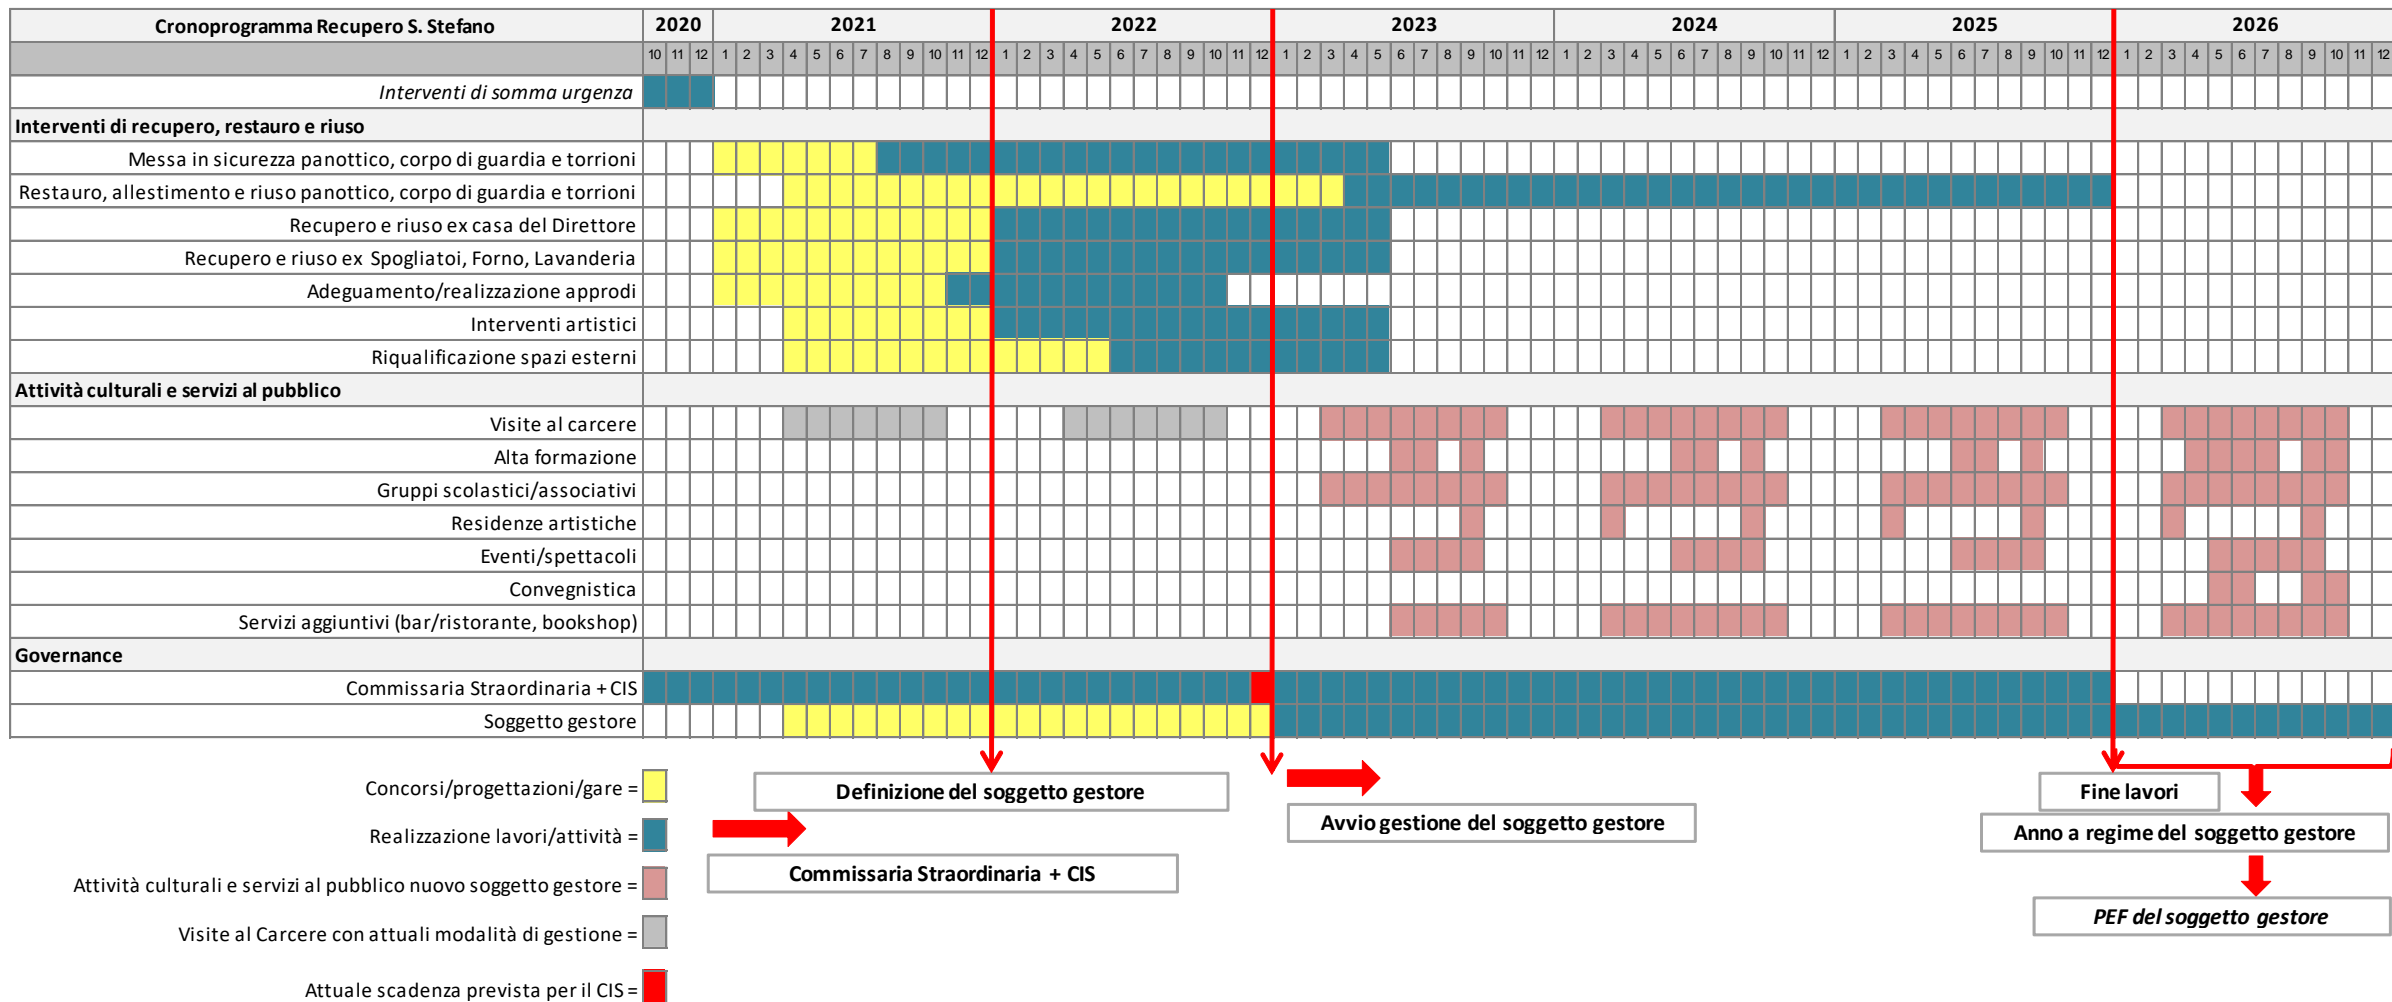 Cronoprogramma Recupero S. Stefano 2020 2021 2022 2023 2024 2025 2026
10 11 12 1 2 3 4 5 6 7 8 9 10 11 12 1 2 3 4 5 6 7 8 9 10 11 12 1 2 3 4 5 6 7 8 9 10 11 12 1 2 3 4 5 6 7 8 9 10 11 12 1 2 3 4 5 6 7 8 9 10 11 12 1 2 3 4 5 6 7 8 9 10 11 12
Interventi di somma urgenza
Interventi di recupero, restauro e riuso
Messa in sicurezza panottico, corpo di guardia e torrioni
Restauro, allestimento e riuso panottico, corpo di guardia e torrioni
Recupero e riuso ex casa del Direttore
Recupero e riuso ex Spogliatoi, Forno, Lavanderia
Adeguamento/realizzazione approdi
Interventi artistici
Riqualificazione spazi esterni
Attività culturali e servizi al pubblico
Visite al carcere
Alta formazione
Gruppi scolastici/associativi
Residenze artistiche
Eventi/spettacoli
Convegnistica
Servizi aggiuntivi (bar/ristorante, bookshop)
Governance
Commissaria Straordinaria + CIS
Soggetto gestore
Concorsi/progettazioni/gare =
Definizione del soggetto gestore
Fine lavori
Realizzazione lavori/attività =
Avvio gestione del soggetto gestore
Anno a regime del soggetto gestore
Commissaria Straordinaria + CIS
Attività culturali e servizi al pubblico nuovo soggetto gestore =
PEF del soggetto gestore
Visite al Carcere con attuali modalità di gestione =
Attuale scadenza prevista per il CIS =